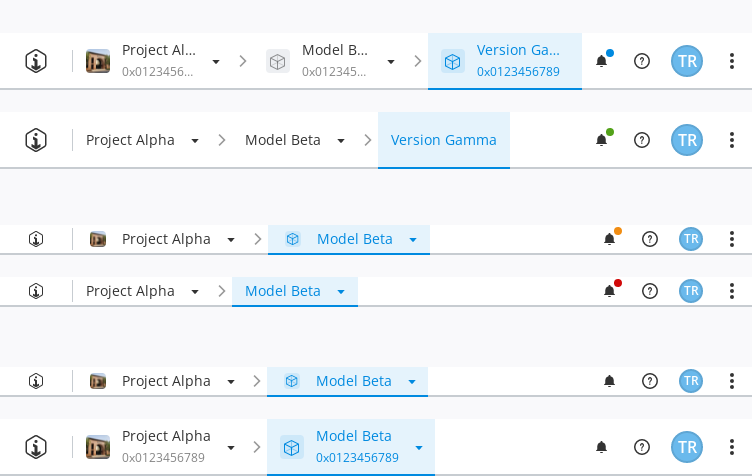 Project Al... Model B... Version Ga...
0x0123456... 0x012345... 0x0123456789
TR
Project Alpha Model Beta Version Gamma
TR
Project Alpha Model Beta
TR
Project Alpha Model Beta
TR
Project Alpha Model Beta
TR
Project Alpha Model Beta
0x0123456789 0x0123456789
TR